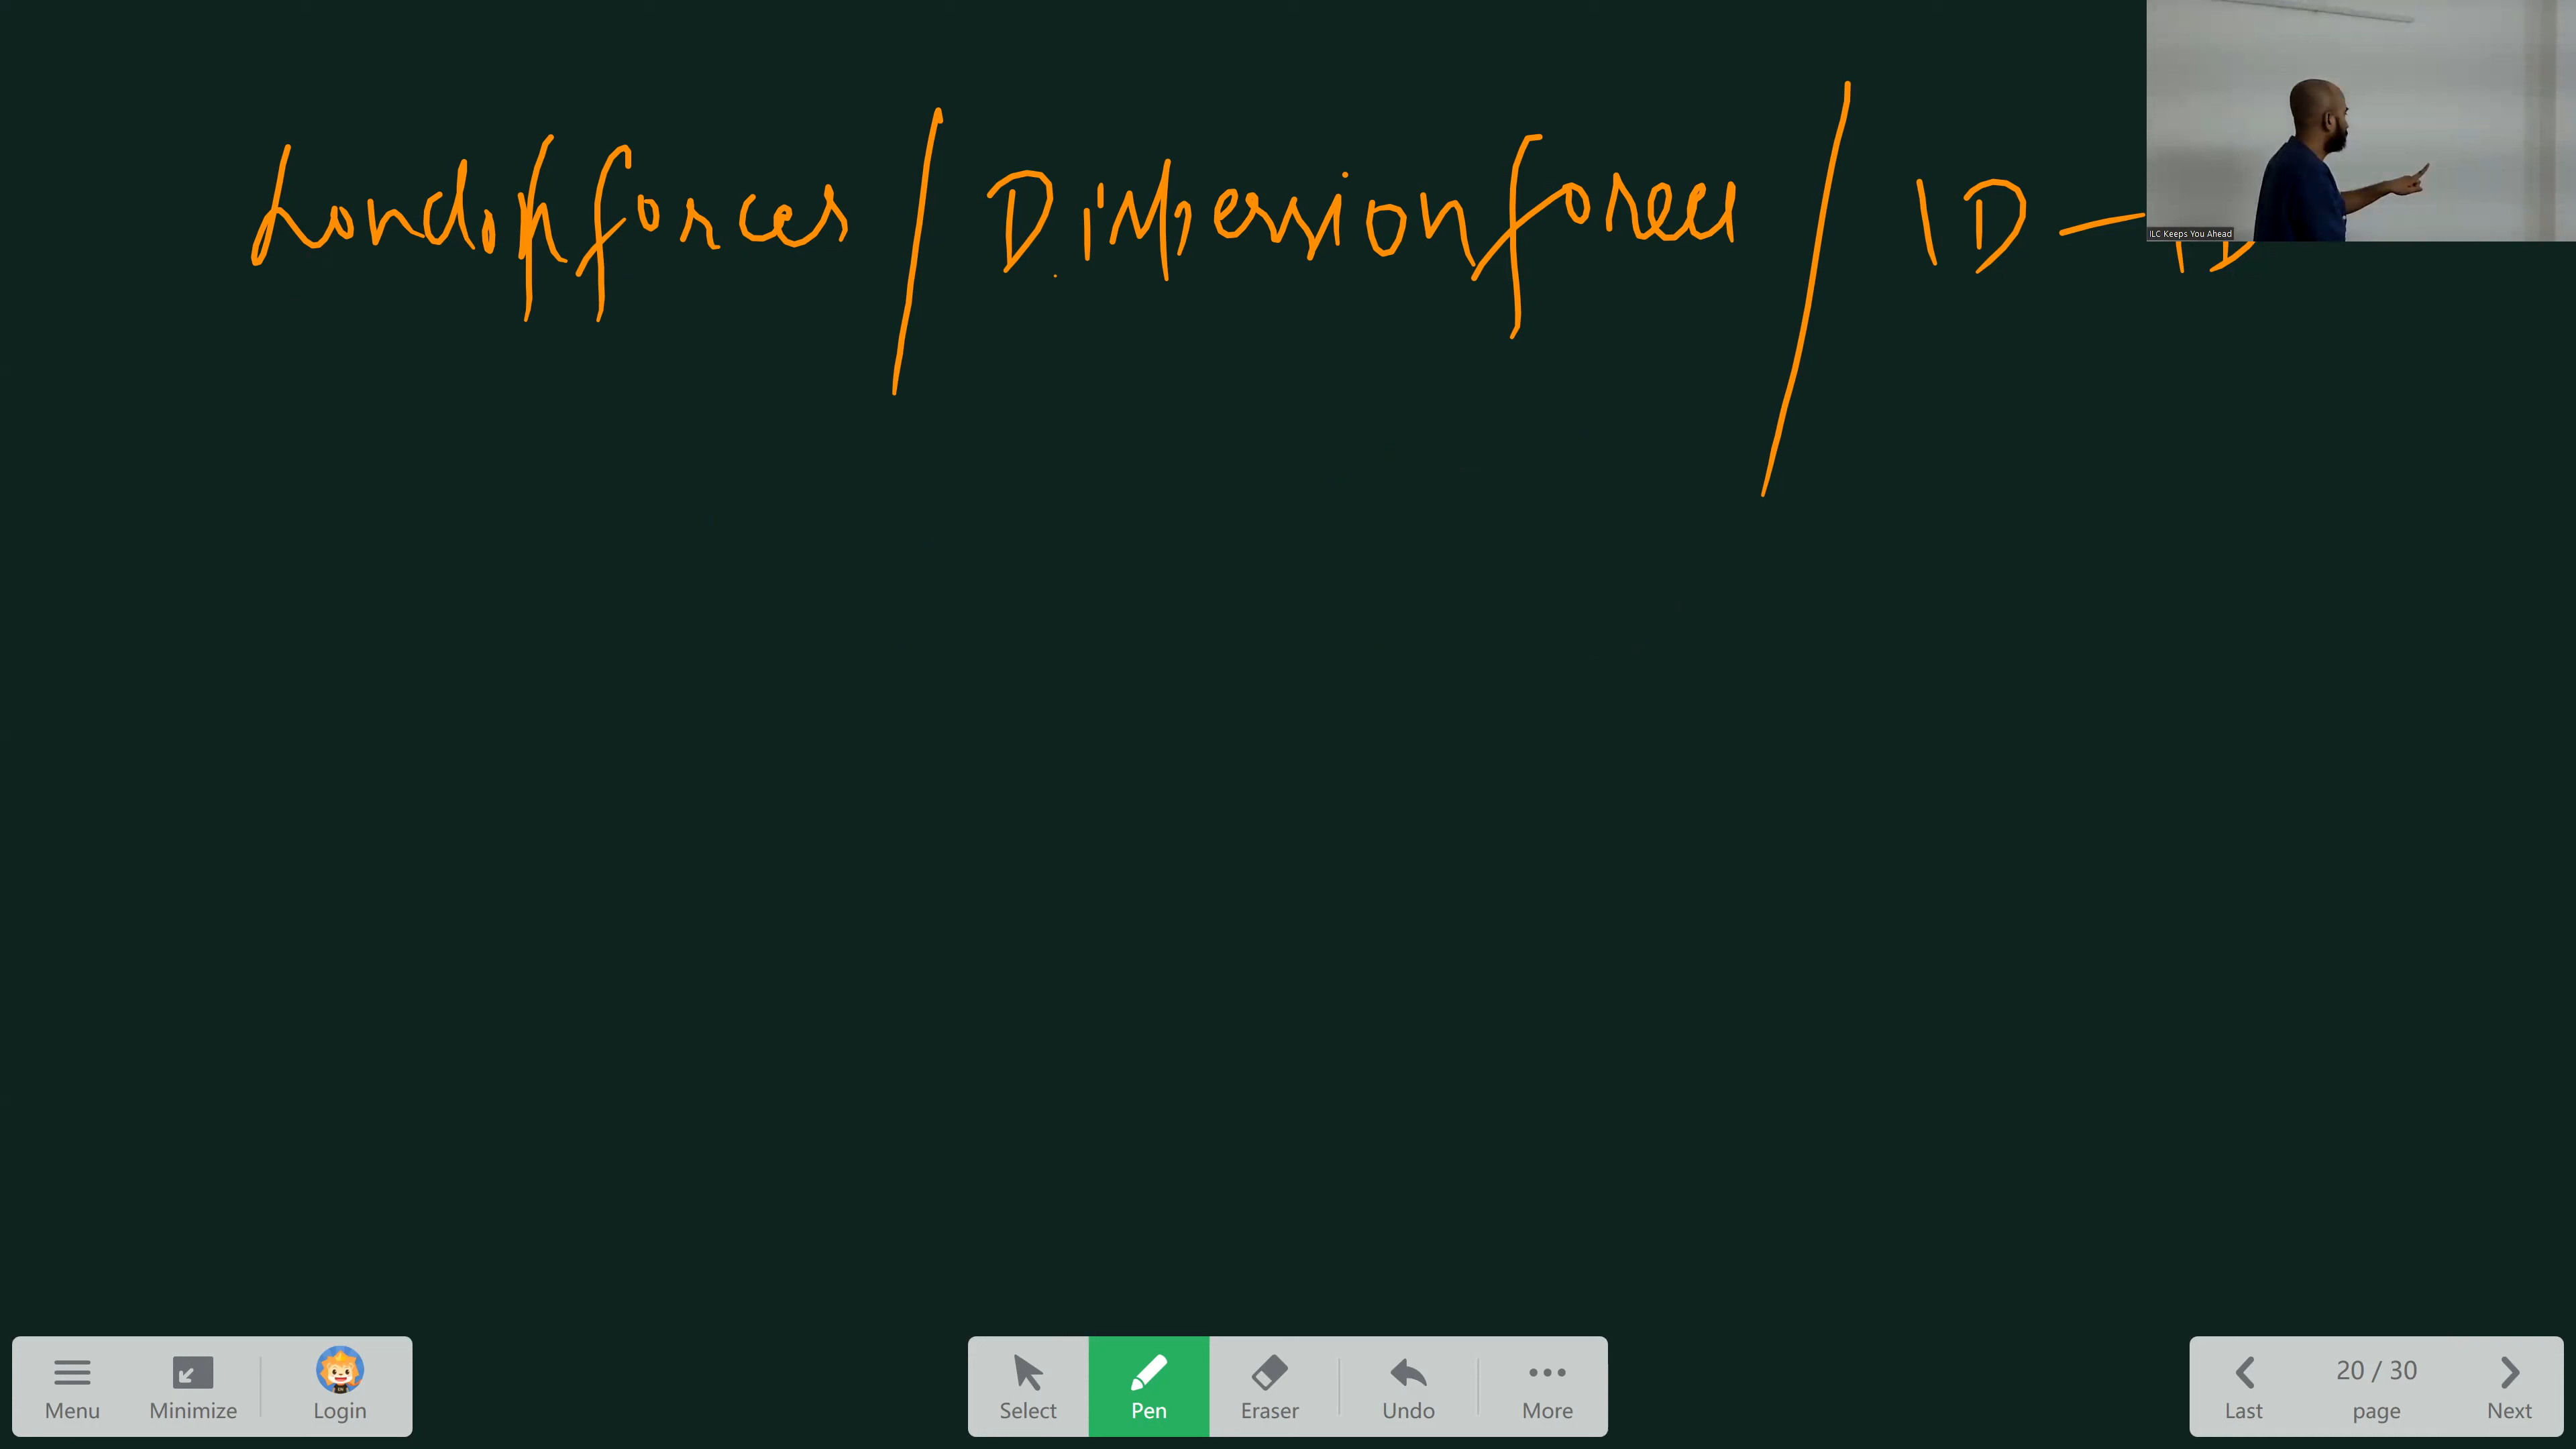 London forces / Dispersion forces / ID — ID
ILC Keeps You Ahead
Menu Minimize Login Select Pen Eraser Undo More Last 20 / 30 page Next